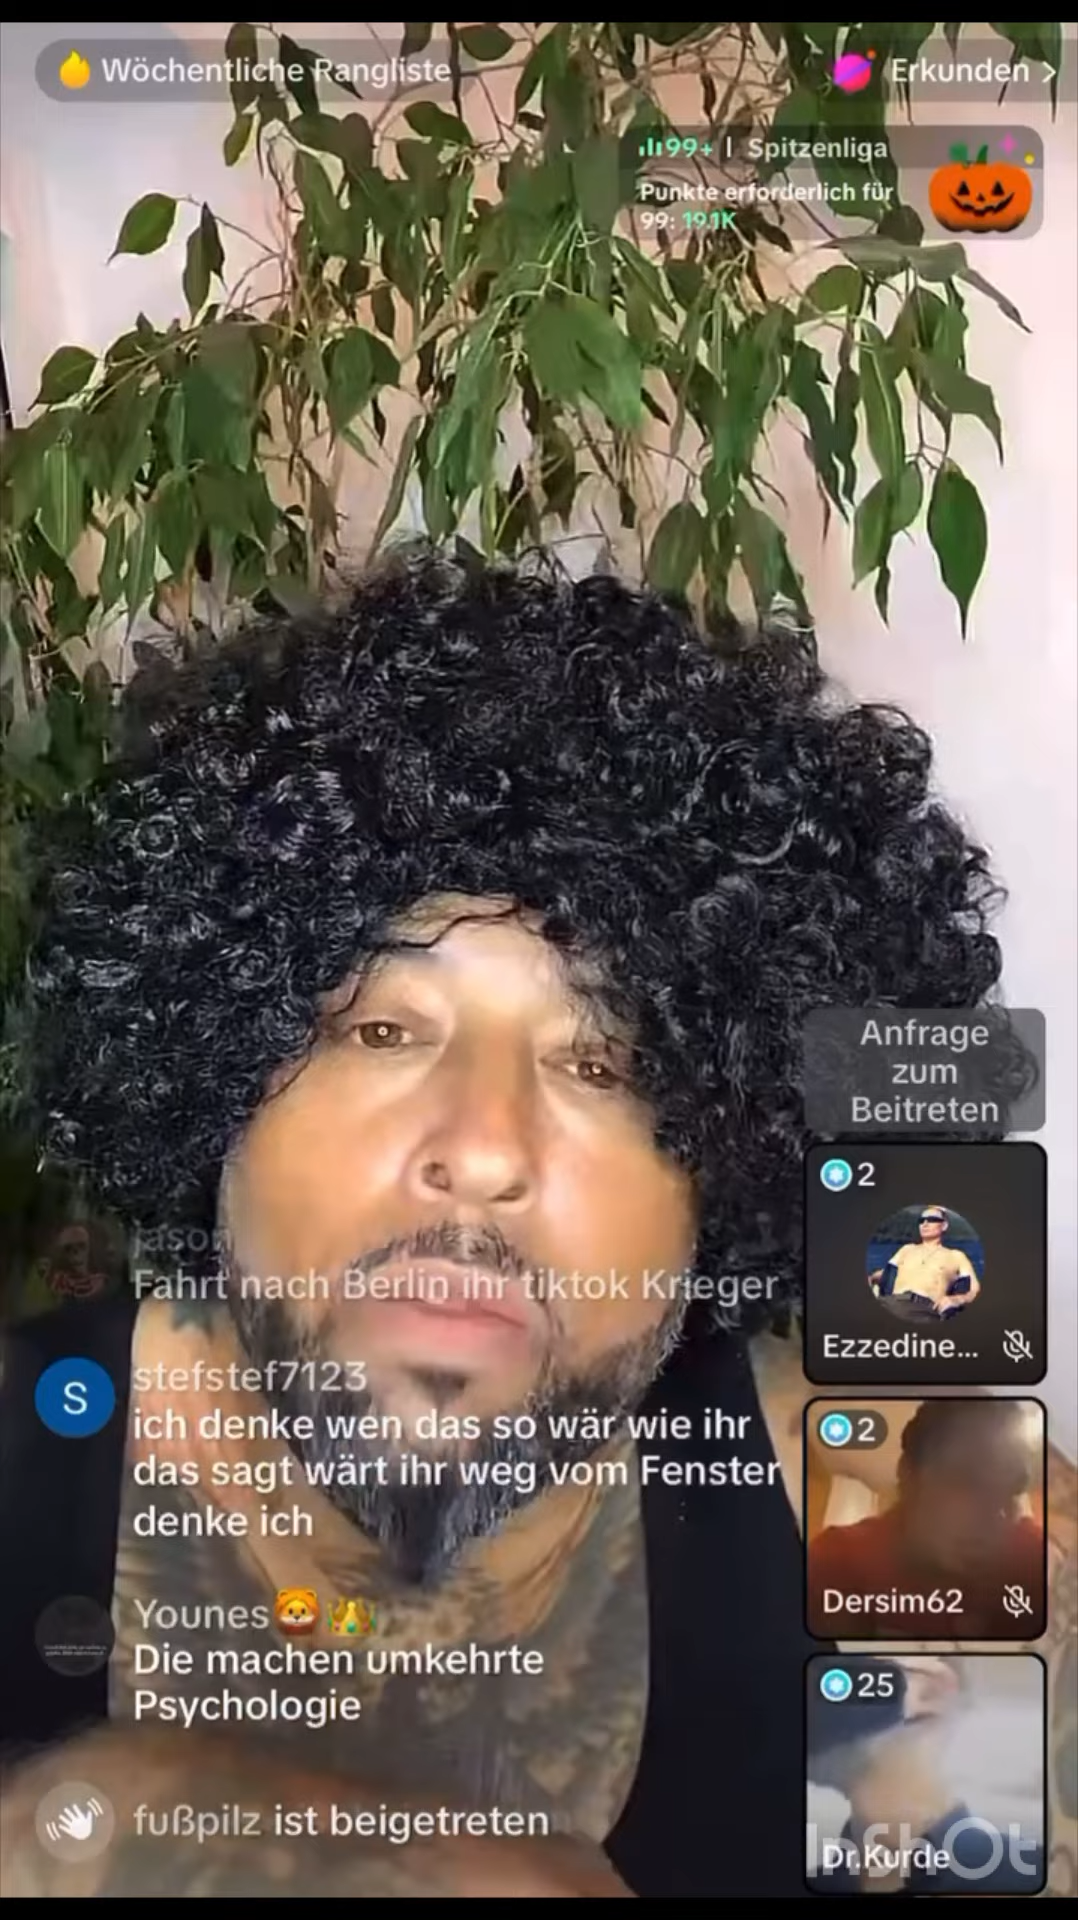 Wöchentliche Rangliste
Erkunden >
99+ | Spitzenliga
Punkte erforderlich für
99: 19.1K
Anfrage
zum
Beitreten
2
Ezzedine...
2
Dersim62
25
Dr.Kurde
InShOt
jason
Fahrt nach Berlin ihr tiktok Krieger
S
stefstef7123
ich denke wen das so wär wie ihr
das sagt wärt ihr weg vom Fenster
denke ich
Younes🦁👑
Die machen umkehrte
Psychologie
fußpilz ist beigetreten